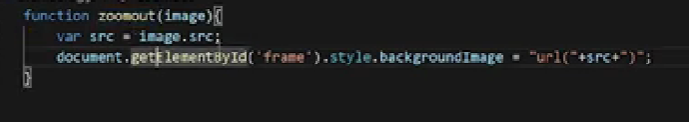 function zoomout(image){
var src = image.src;
document.getElementById('frame').style.backgroundImage = "url("+src+")";
}